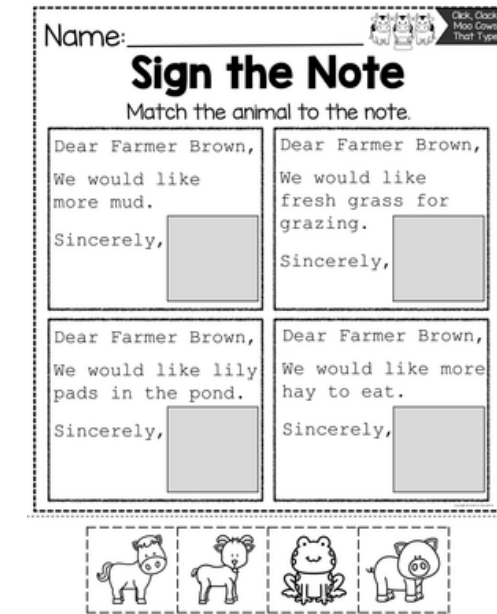 Name:
Click, Clack
Moo Cows
That Type
Sign the Note
Match the animal to the note.
Dear Farmer Brown,
We would like
more mud.
Sincerely,
Dear Farmer Brown,
We would like
fresh grass for
grazing.
Sincerely,
Dear Farmer Brown,
We would like lily
pads in the pond.
Sincerely,
Dear Farmer Brown,
We would like more
hay to eat.
Sincerely,